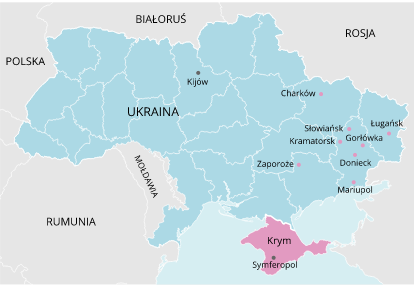 BIAŁORUŚ
ROSJA
POLSKA
Kijów
Charków
UKRAINA
Słowiańsk
Ługańsk
Kramatorsk
Gorłówka
MOŁDAWIA
Zaporoże
Donieck
Mariupol
RUMUNIA
Krym
Symferopol